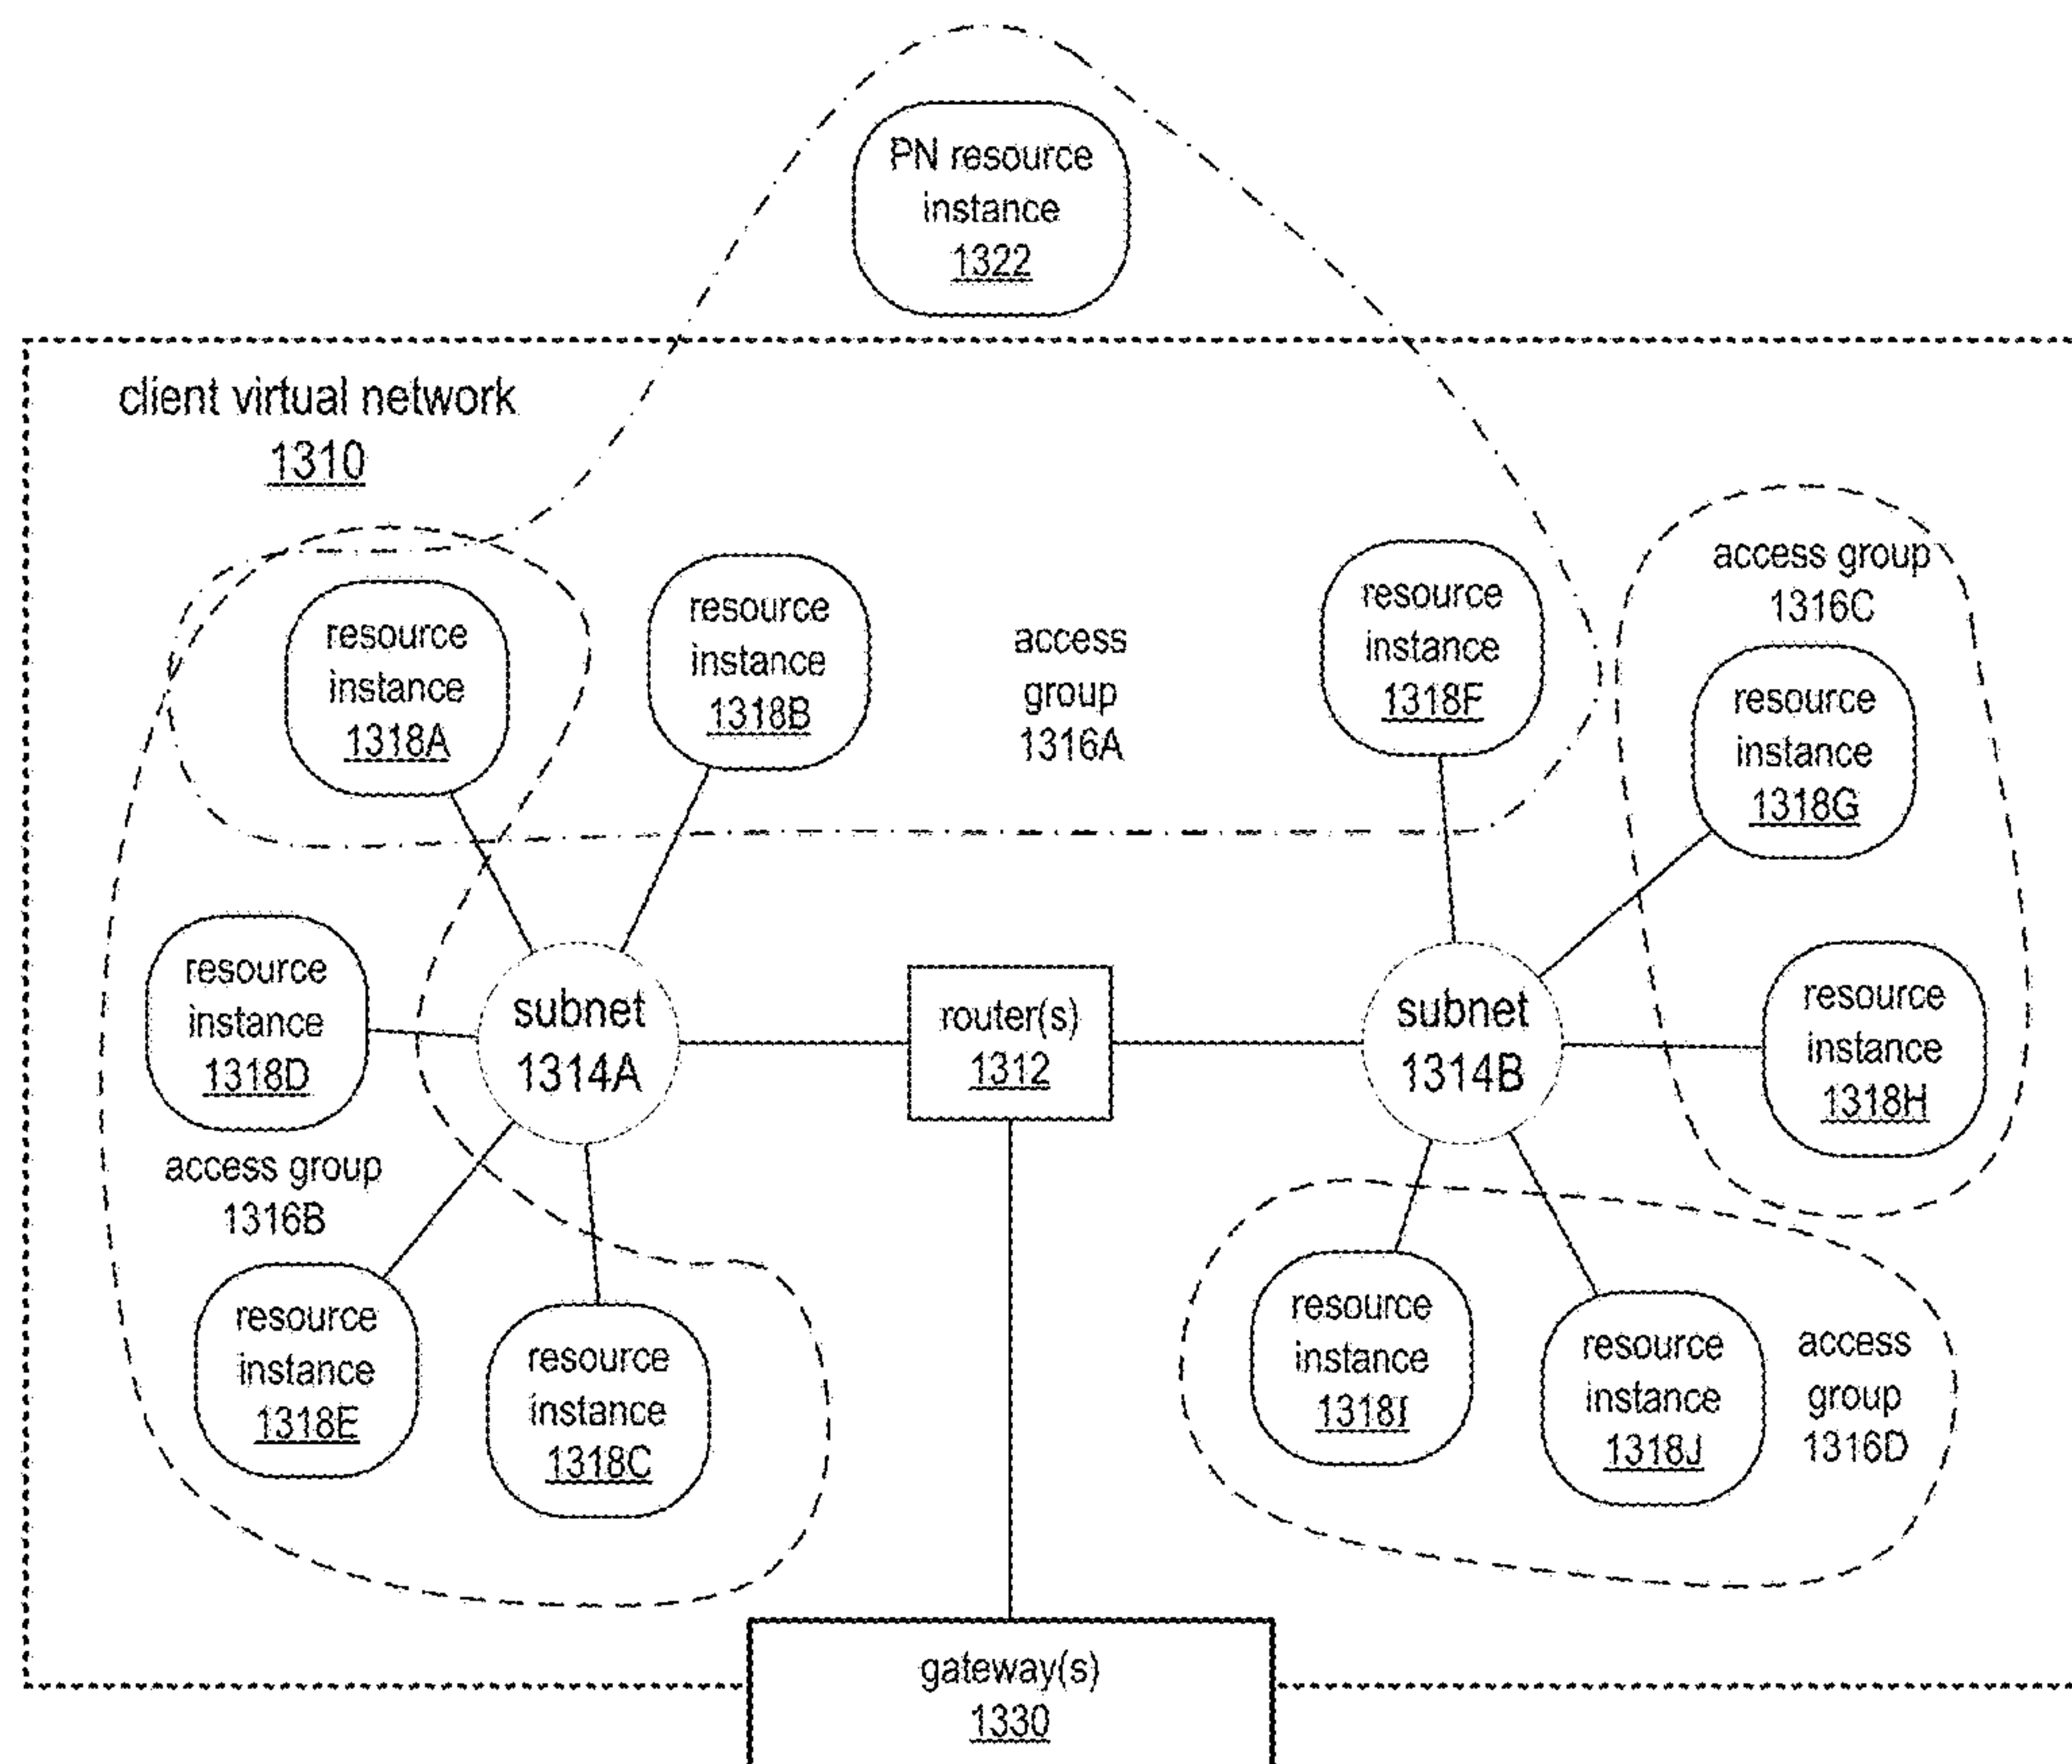 PN resource
instance
1322
client virtual network
1310
resource
instance
1318A
resource
instance
1318B
access
group
1316A
resource
instance
1318F
access group
1316C
resource
instance
1318G
resource
instance
1318D
subnet
1314A
router(s)
1312
subnet
1314B
resource
instance
1318H
access group
1316B
resource
instance
1318E
resource
instance
1318C
resource
instance
1318I
resource
instance
1318J
access
group
1316D
gateway(s)
1330